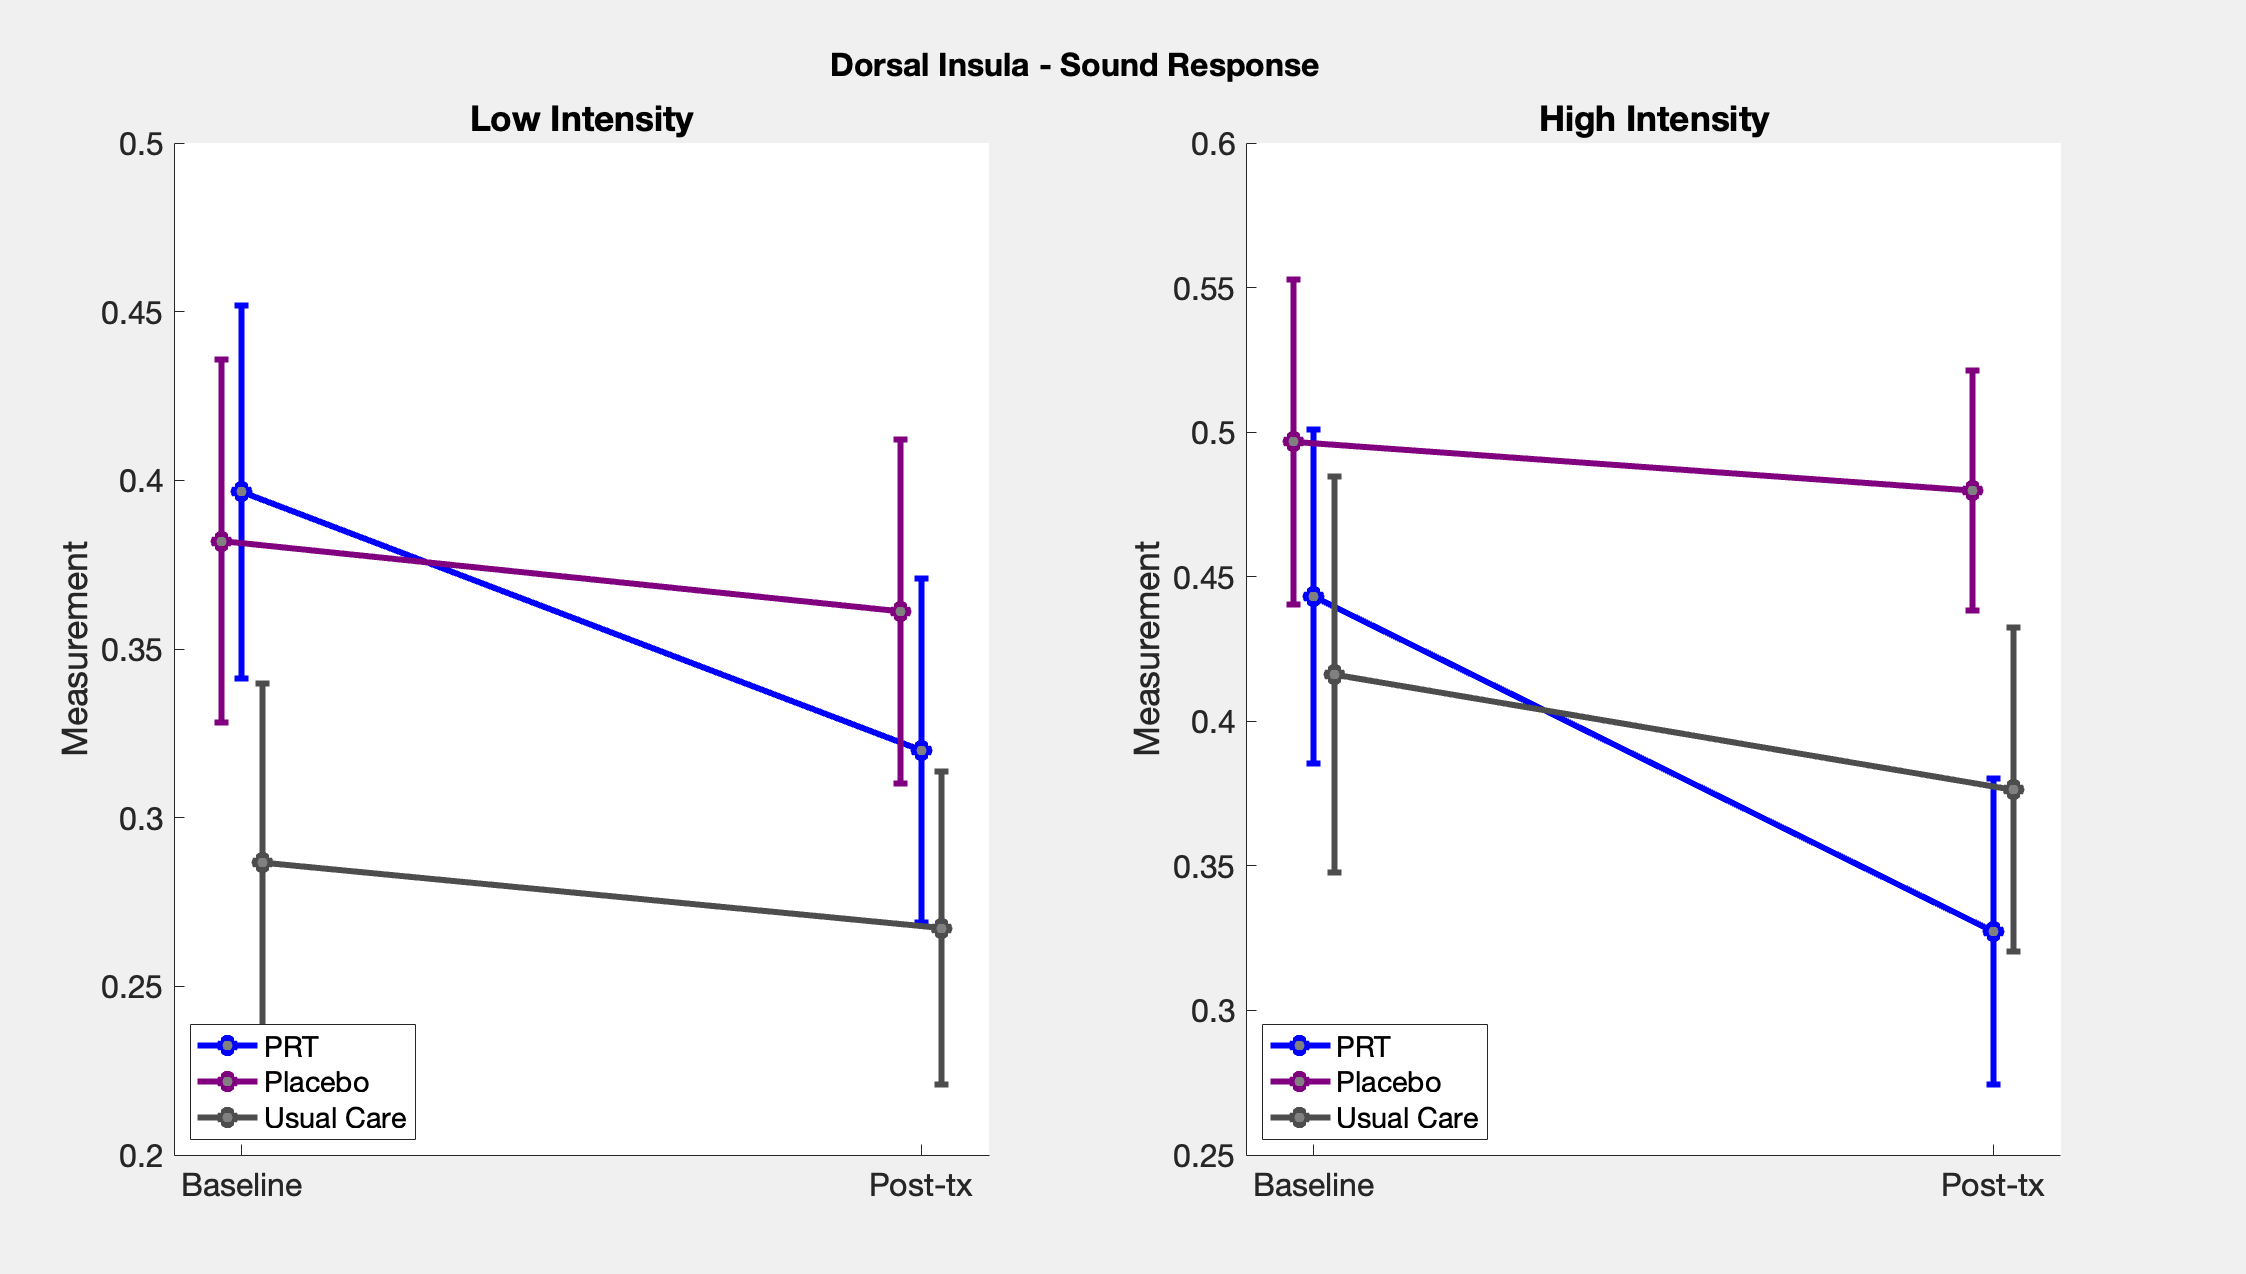 Dorsal Insula - Sound Response
Low Intensity
0.5
0.45
0.4
0.35
0.3
0.25
0.2
Measurement
Baseline
Post-tx
PRT
Placebo
Usual Care
High Intensity
0.6
0.55
0.5
0.45
0.4
0.35
0.3
0.25
Measurement
Baseline
Post-tx
PRT
Placebo
Usual Care